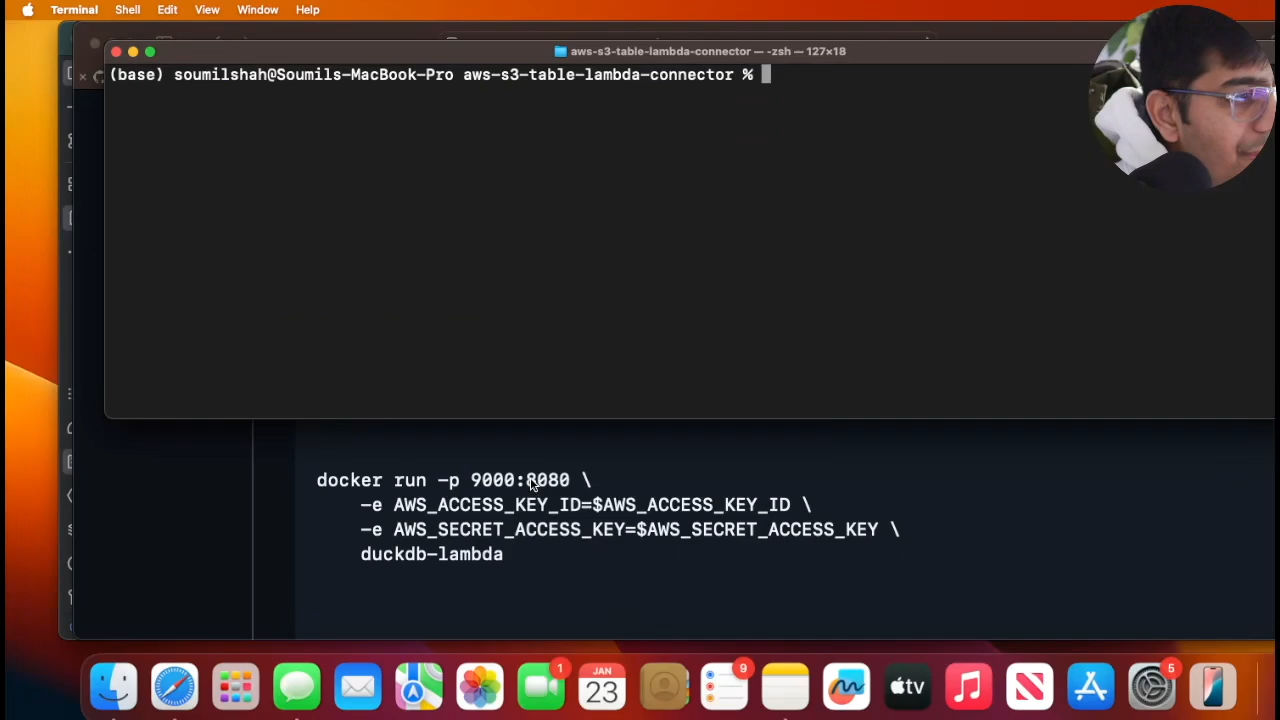 Terminal Shell Edit View Window Help
aws-s3-table-lambda-connector — -zsh — 127×18
(base) soumilshah@Soumils-MacBook-Pro aws-s3-table-lambda-connector %
docker run -p 9000:8080 \
-e AWS_ACCESS_KEY_ID=$AWS_ACCESS_KEY_ID \
-e AWS_SECRET_ACCESS_KEY=$AWS_SECRET_ACCESS_KEY \
duckdb-lambda
1
JAN
23
9
tv
5